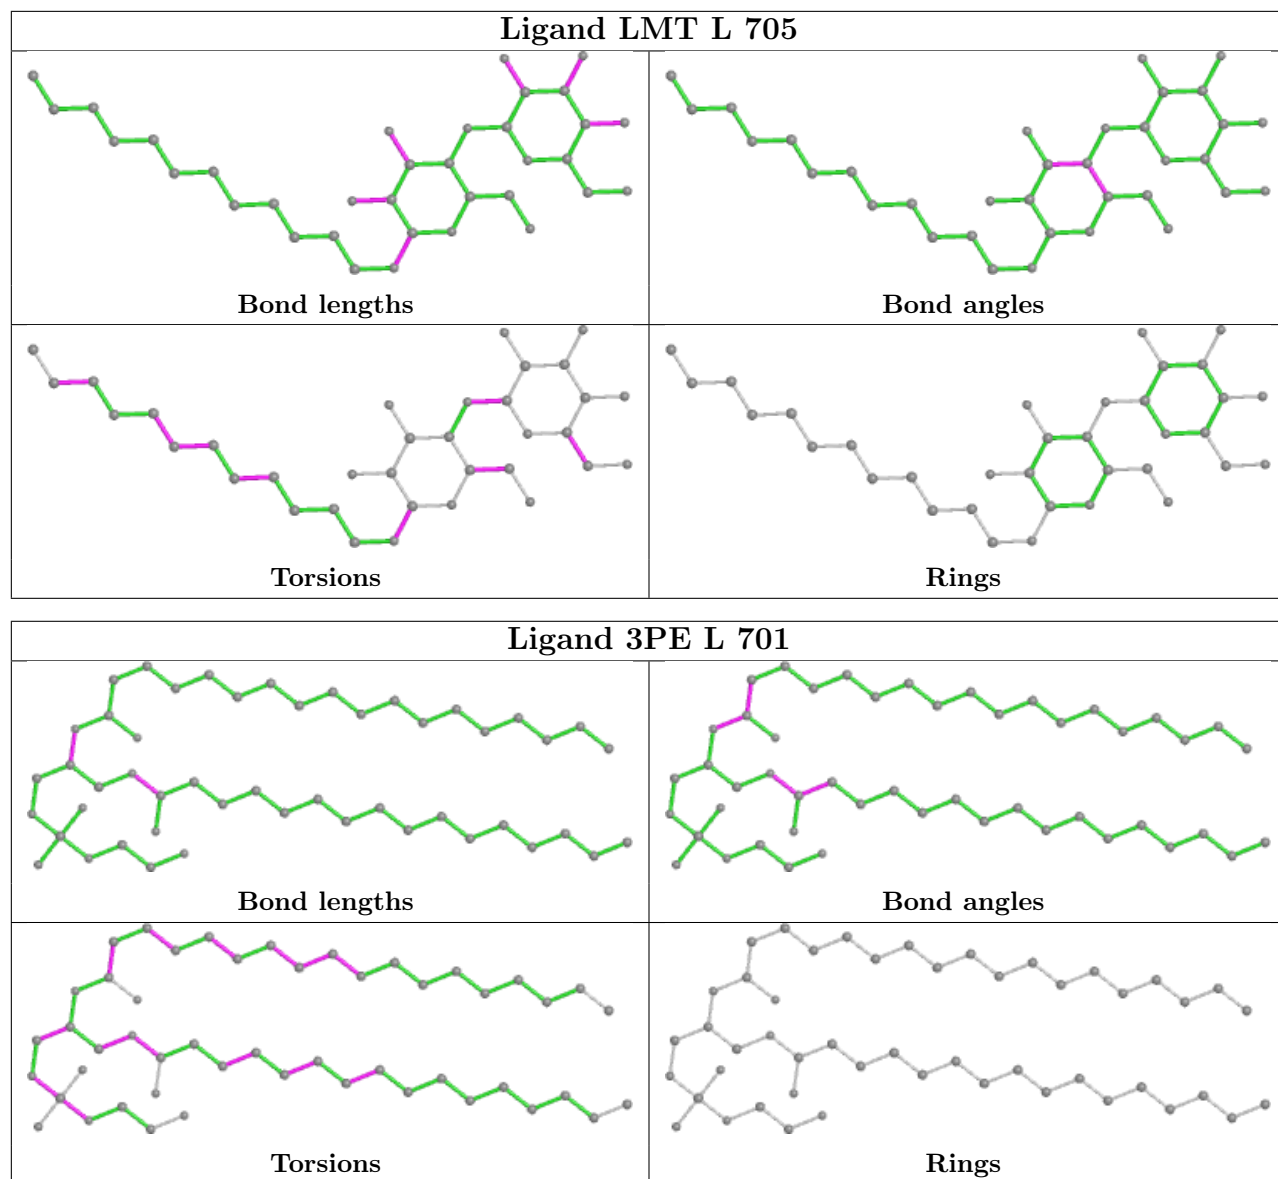 Ligand LMT L 705
Bond lengths
Bond angles
Torsions
Rings
Ligand 3PE L 701
Bond lengths
Bond angles
Torsions
Rings